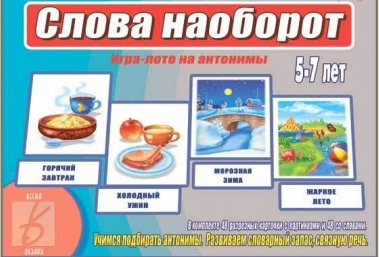 Слова наоборот
Игра-лото на антонимы
5-7 лет
ГОРЯЧИЙ
ЗАВТРАК
ХОЛОДНЫЙ
УЖИН
МОРОЗНАЯ
ЗИМА
ЖАРКОЕ
ЛЕТО
В комплекте 48 разрезных карточек с картинками и 48 со словами.
Учимся подбирать антонимы. Развиваем словарный запас, связную речь.